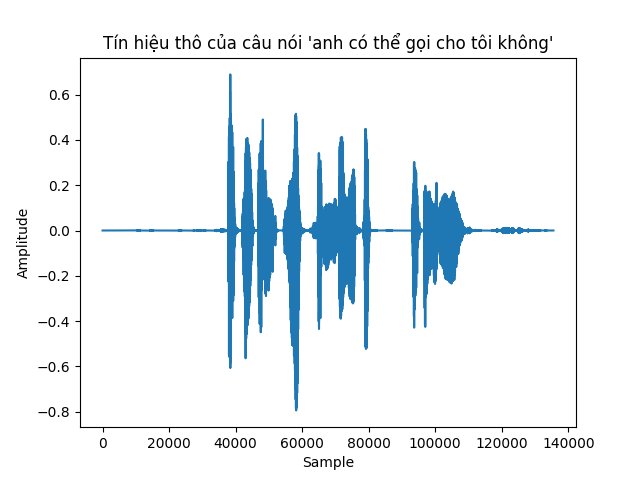 Tín hiệu thô của câu nói 'anh có thể gọi cho tôi không'
0.6
0.4
0.2
0.0
−0.2
−0.4
−0.6
−0.8
Amplitude
0 20000 40000 60000 80000 100000 120000 140000
Sample